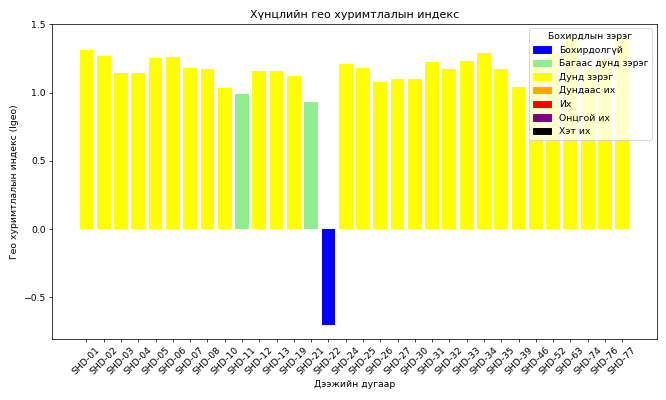 Хүнцлийн гео хуримтлалын индекс
Гео хуримтлалын индекс (Igeo)
1.5
1.0
0.5
0.0
−0.5
Бохирдлын зэрэг
Бохирдолгүй
Багаас дунд зэрэг
Дунд зэрэг
Дундаас их
Их
Онцгой их
Хэт их
SHD-01
SHD-02
SHD-03
SHD-04
SHD-05
SHD-06
SHD-07
SHD-08
SHD-10
SHD-11
SHD-12
SHD-13
SHD-19
SHD-21
SHD-22
SHD-24
SHD-25
SHD-26
SHD-27
SHD-30
SHD-31
SHD-32
SHD-33
SHD-34
SHD-35
SHD-39
SHD-46
SHD-52
SHD-63
SHD-74
SHD-76
SHD-77
Дээжийн дугаар